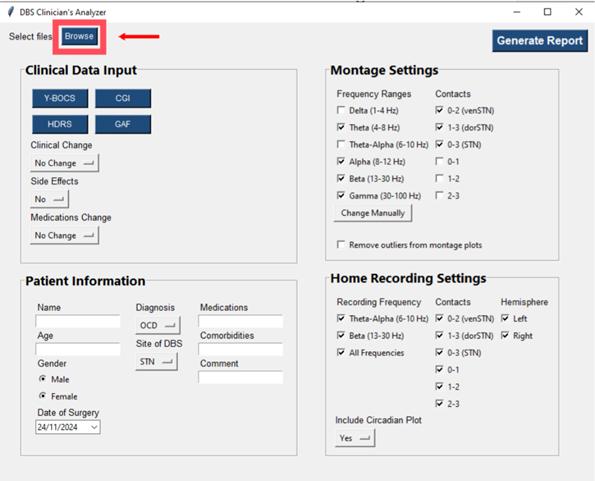 DBS Clinician's Analyzer
Select files
Browse
Generate Report
Clinical Data Input
Y-BOCS
CGI
HDRS
GAF
Clinical Change
No Change
Side Effects
No
Medications Change
No Change
Montage Settings
Frequency Ranges
Contacts
Delta (1-4 Hz)
0-2 (venSTN)
Theta (4-8 Hz)
1-3 (dorSTN)
Theta-Alpha (6-10 Hz)
0-3 (STN)
Alpha (8-12 Hz)
0-1
Beta (13-30 Hz)
1-2
Gamma (30-100 Hz)
2-3
Change Manually
Remove outliers from montage plots
Patient Information
Name
Diagnosis
Medications
OCD
Age
Site of DBS
Comorbidities
STN
Gender
Comment
Male
Female
Date of Surgery
24/11/2024
Home Recording Settings
Recording Frequency
Contacts
Hemisphere
Theta-Alpha (6-10 Hz)
0-2 (venSTN)
Left
Beta (13-30 Hz)
1-3 (dorSTN)
Right
All Frequencies
0-3 (STN)
0-1
1-2
2-3
Include Circadian Plot
Yes